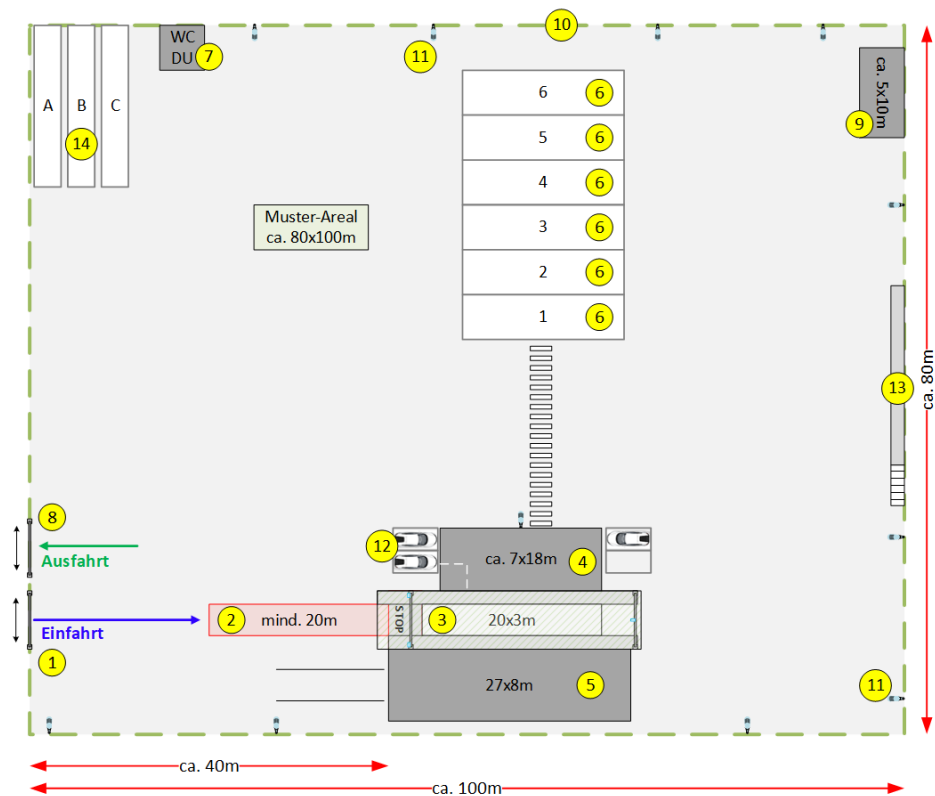 10
WC
DU
7
11
6 6
ca. 5x10m
9
A B C
14
5 6
4 6
Muster-Areal
ca. 80x100m
3 6
2 6
1 6
13
ca. 80m
8
Ausfahrt
12
ca. 7x18m 4
Einfahrt
2 mind. 20m
STOP
3 20x3m
1
27x8m 5
11
ca. 40m
ca. 100m